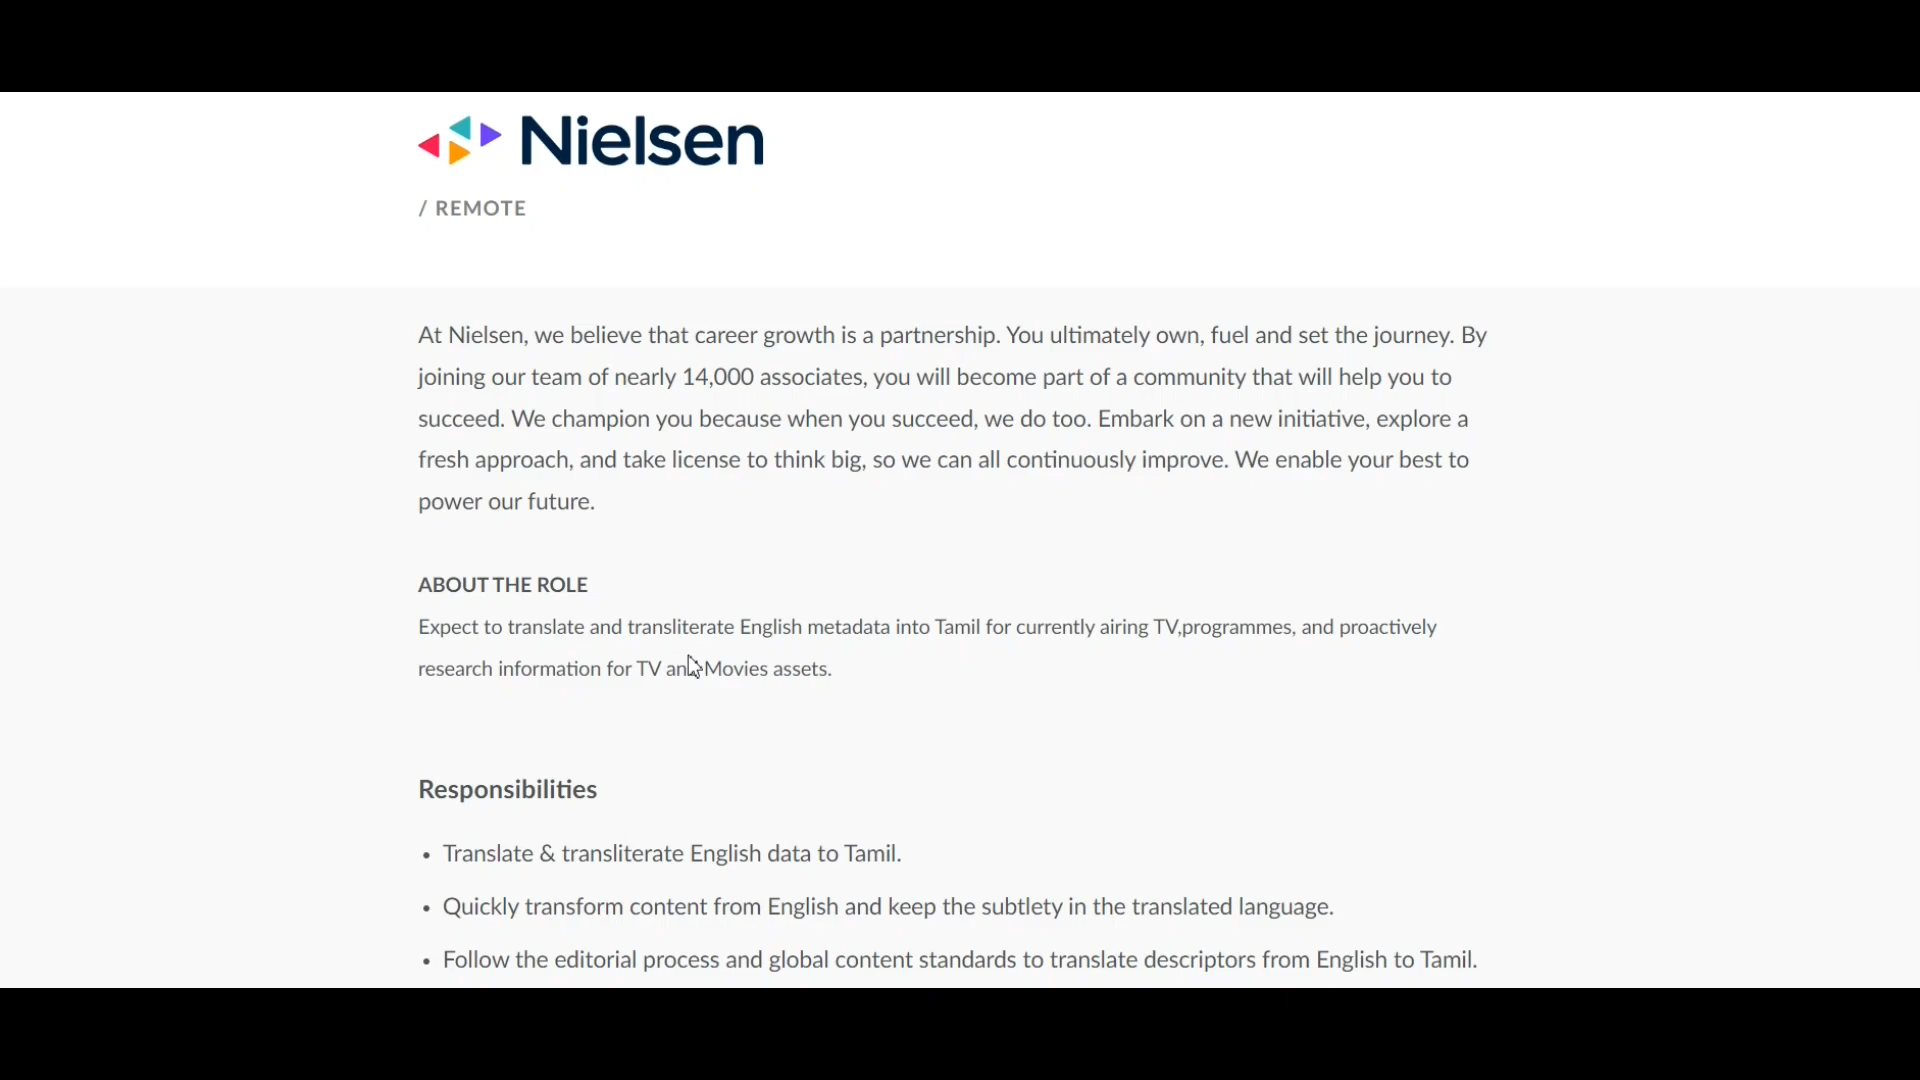 Nielsen
/ REMOTE
At Nielsen, we believe that career growth is a partnership. You ultimately own, fuel and set the journey. By
joining our team of nearly 14,000 associates, you will become part of a community that will help you to
succeed. We champion you because when you succeed, we do too. Embark on a new initiative, explore a
fresh approach, and take license to think big, so we can all continuously improve. We enable your best to
power our future.
ABOUT THE ROLE
Expect to translate and transliterate English metadata into Tamil for currently airing TV,programmes, and proactively
research information for TV and Movies assets.
Responsibilities
• Translate & transliterate English data to Tamil.
• Quickly transform content from English and keep the subtlety in the translated language.
• Follow the editorial process and global content standards to translate descriptors from English to Tamil.